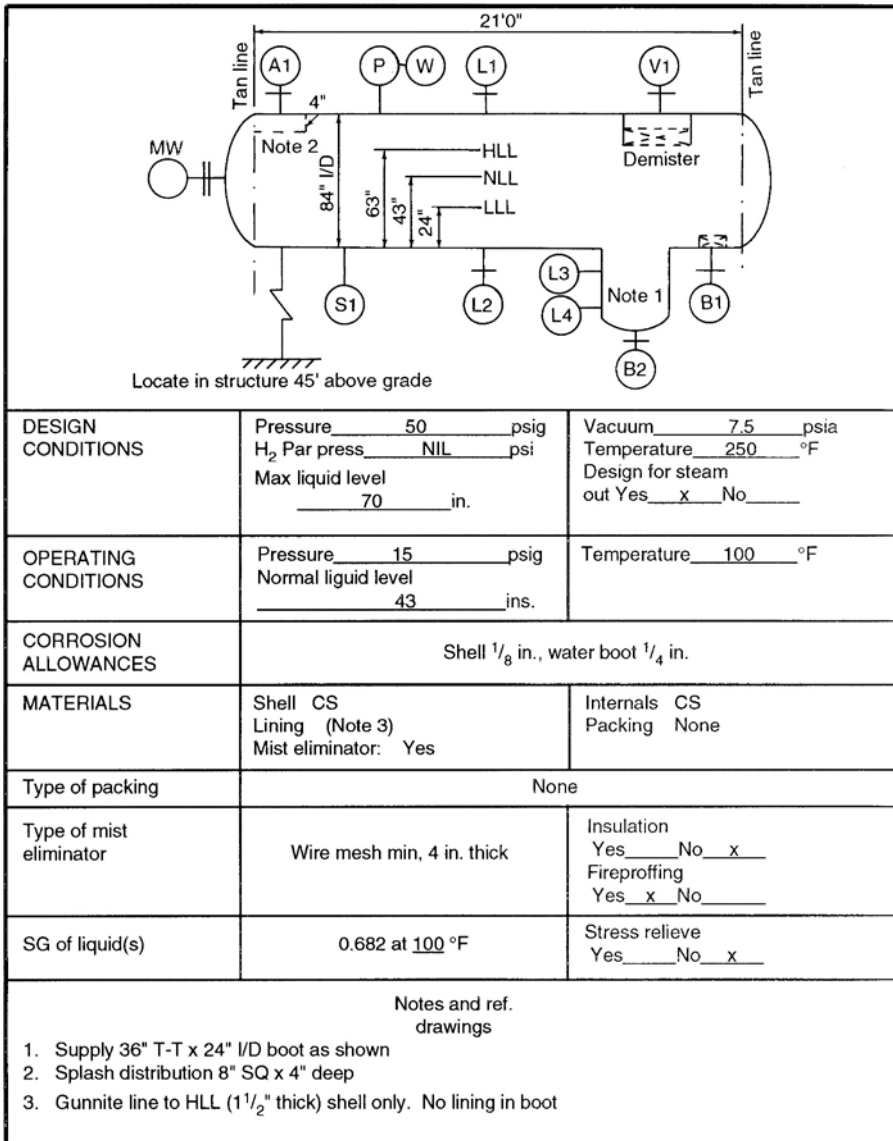 21'0"
Tan line
A1
P
W
L1
V1
Tan line
4"
MW
Note 2
84" I/D
63"
43"
24"
HLL
NLL
LLL
Demister
S1
L2
L3
L4
Note 1
B1
B2
Locate in structure 45' above grade
DESIGN CONDITIONS
Pressure 50 psig
H2 Par press NIL psi
Max liquid level
70 in.
Vacuum 7.5 psia
Temperature 250 °F
Design for steam
out Yes x No
OPERATING CONDITIONS
Pressure 15 psig
Normal liguid level
43 ins.
Temperature 100 °F
CORROSION ALLOWANCES
Shell 1/8 in., water boot 1/4 in.
MATERIALS
Shell CS
Lining (Note 3)
Mist eliminator: Yes
Internals CS
Packing None
Type of packing
None
Type of mist eliminator
Wire mesh min, 4 in. thick
Insulation
Yes No x
Fireproffing
Yes x No
SG of liquid(s)
0.682 at 100 °F
Stress relieve
Yes No x
Notes and ref.
drawings
1. Supply 36" T-T x 24" I/D boot as shown
2. Splash distribution 8" SQ x 4" deep
3. Gunnite line to HLL (1 1/2" thick) shell only. No lining in boot